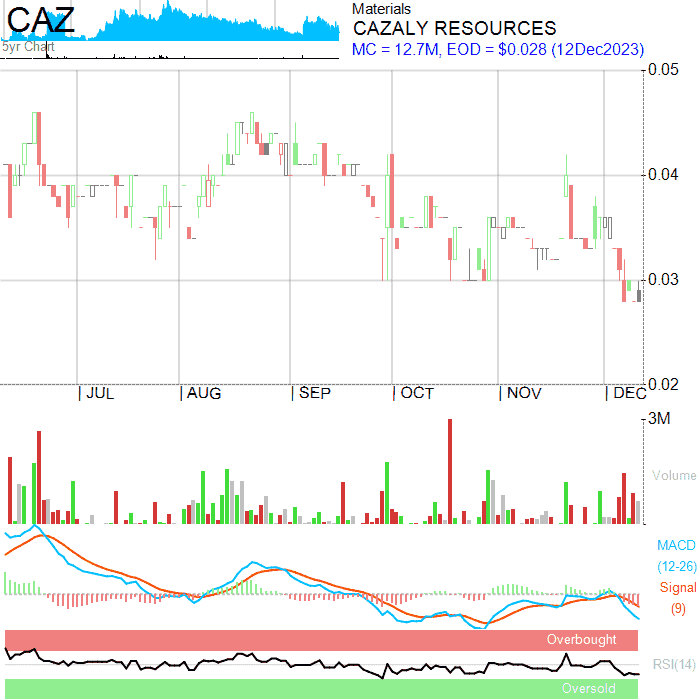 CAZ
5yr Chart
Materials
CAZALY RESOURCES
MC = 12.7M, EOD = $0.028 (12Dec2023)
0.05
0.04
0.03
0.02
JUL AUG SEP OCT NOV DEC
3M
Volume
MACD
(12-26)
Signal
(9)
Overbought
RSI(14)
Oversold